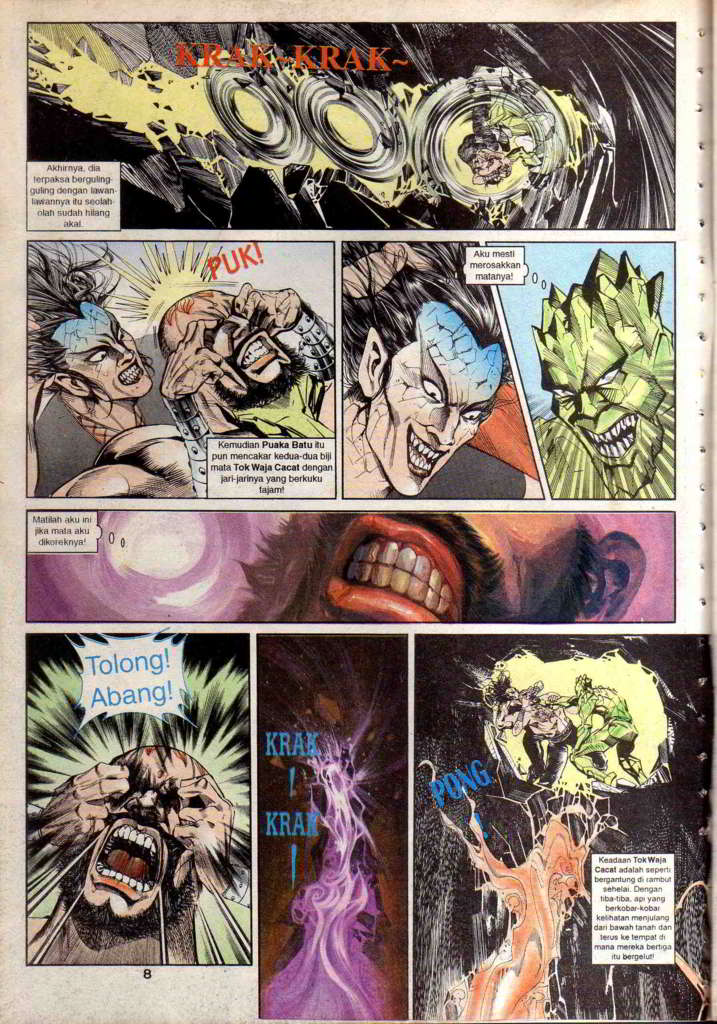 KRAK~KRAK~
Akhirnya, dia
terpaksa berguling-
guling dengan lawan-
lawannya itu seolah-
olah sudah hilang
akal.
PUK!
Kemudian Puaka Batu itu
pun mencakar kedua-dua biji
mata Tok Waja Cacat dengan
jari-jarinya yang berkuku
tajam!
Aku mesti
merosakkan
matanya!
Matilah aku ini
jika mata aku
dikoreknya!
Tolong!
Abang!
KRAK
!
KRAK
!
PONG
!
Keadaan Tok Waja
Cacat adalah seperti
bergantung di rambut
sehelai. Dengan
tiba-tiba, api yang
berkobar-kobar
kelihatan menjulang
dari bawah tanah dan
terus ke tempat di
mana mereka bertiga
itu bergelut!
8